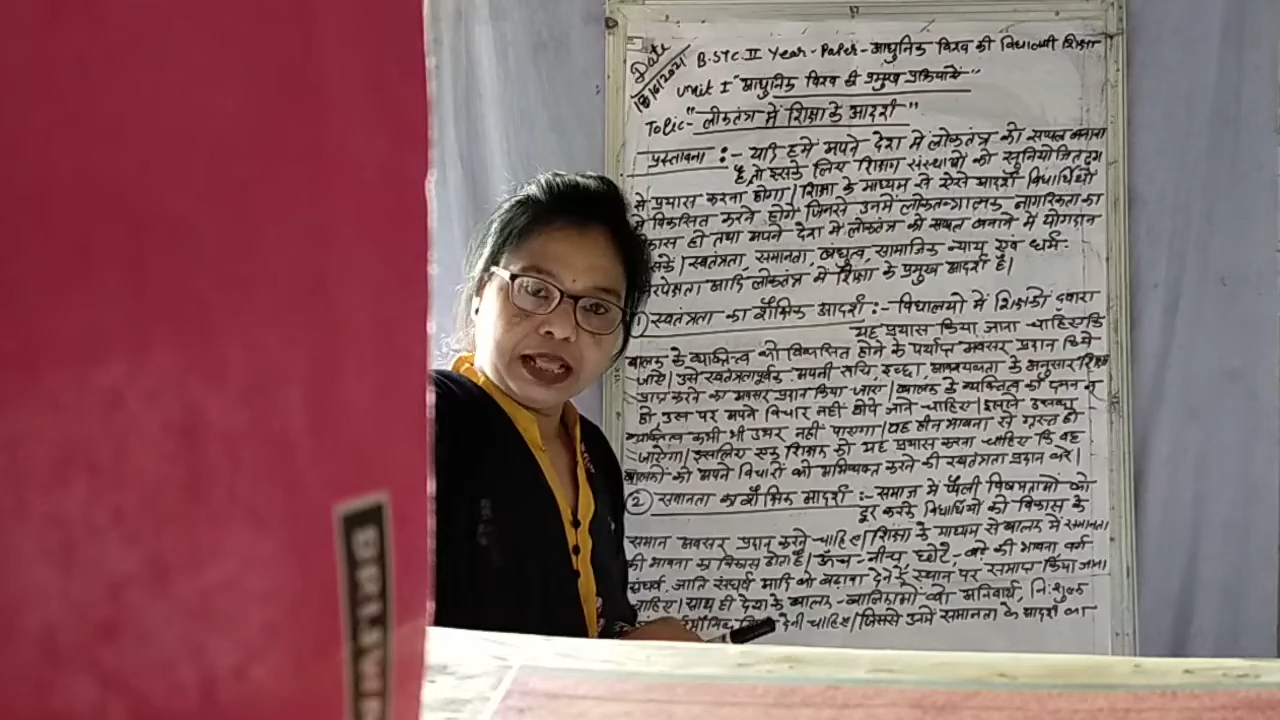 Date
18/6/2021
B.STC.II Year - Paper - आधुनिक विश्व की विद्यालयी शिक्षा
Unit I "आधुनिक विश्व की प्रमुख प्रक्रियायें"
Topic - "लोकतंत्र में शिक्षा के आदर्श"
प्रस्तावना :- यदि हमें अपने देश में लोकतंत्र को सफल बनाना
है, तो इसके लिए शिक्षण संस्थाओं को सुनियोजित ढंग
से प्रयास करना होगा। शिक्षा के माध्यम से ऐसे आदर्श विद्यार्थियों
में विकसित करने होंगे जिनसे उनमें लोकतन्त्रात्मक नागरिकता का
कास हो तथा अपने देश में लोकतंत्र को सफल बनाने में योगदान
सकें। स्वतंत्रता, समानता, बंधुत्व, सामाजिक न्याय एवं धर्म-
रपेक्षता आदि लोकतंत्र में शिक्षा के प्रमुख आदर्श हैं।
1) स्वतंत्रता का शैक्षिक आदर्श :- विद्यालयों में शिक्षकों द्वारा
यह प्रयास किया जाना चाहिए कि
बालक के व्यक्तित्व को विकसित होने के पर्याप्त अवसर प्रदान किये
जाएं। उसे स्वतंत्रतापूर्वक अपनी रुचि, इच्छा, आवश्यकता के अनुसार शिक्षा
प्राप्त करने का अवसर प्रदान किया जाए। बालक के व्यक्तित्व का दमन न
हो, उस पर अपने विचार नहीं थोपे जाने चाहिए। इससे उसका
व्यक्तित्व कभी भी उभर नहीं पाएगा। वह हीन भावना से ग्रस्त हो
जाएगा। इसलिए एक शिक्षक को यह प्रयास करना चाहिए कि वह
बालकों को अपने विचारों को अभिव्यक्त करने की स्वतंत्रता प्रदान करें।
2 समानता का शैक्षिक आदर्श :- समाज में फैली विषमताओं को
दूर करके विद्यार्थियों को विकास के
समान अवसर प्रदान करने चाहिए। शिक्षा के माध्यम से बालक में समानता
की भावना का विकास होता है। ऊँच-नीच, छोटे-बड़े की भावना वर्ग
संघर्ष, जाति संघर्ष आदि को बढ़ावा देने के स्थान पर समाप्त किया जाना
चाहिए। साथ ही देश के बालक-बालिकाओं को अनिवार्य, नि:शुल्क
देनी चाहिए। जिससे उनमें समानता के आदर्श का